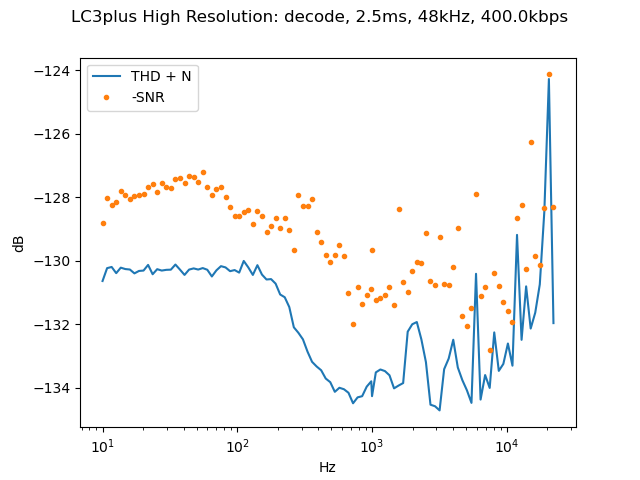 LC3plus High Resolution: decode, 2.5ms, 48kHz, 400.0kbps
THD + N
-SNR
−124
−126
−128
−130
−132
−134
dB
10¹
10²
10³
10⁴
Hz